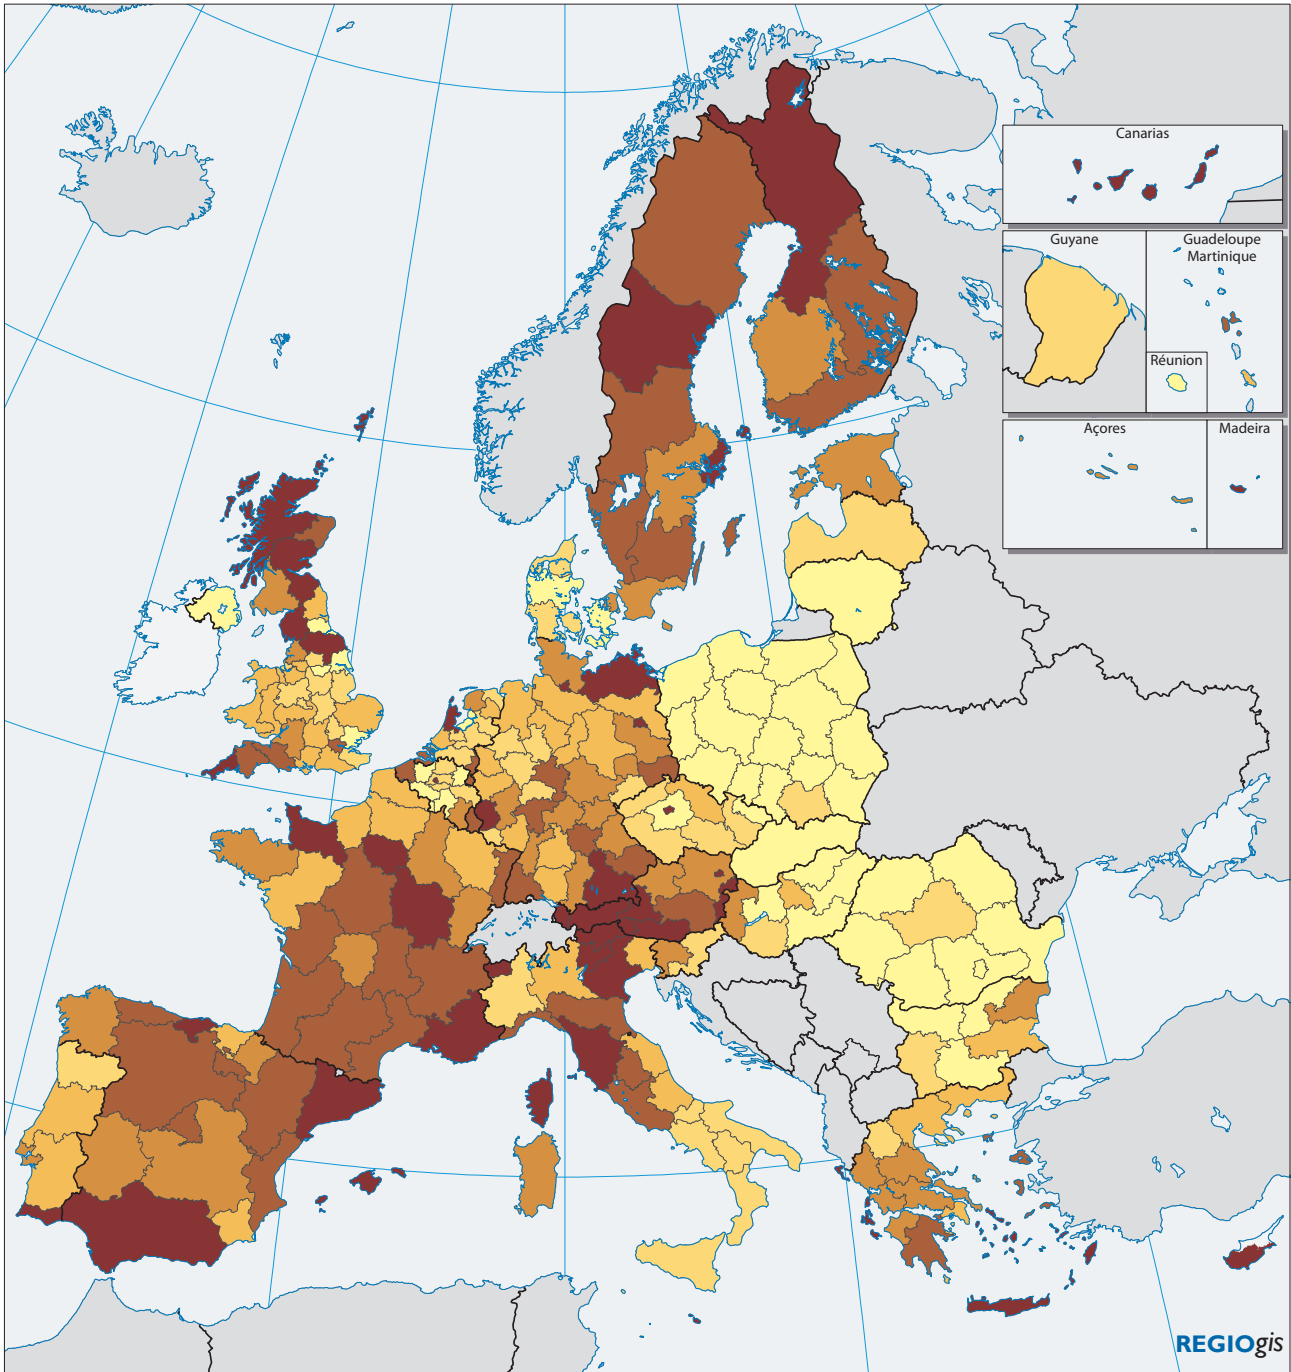 Canarias
Guyane
Guadeloupe
Martinique
Réunion
Açores
Madeira
REGIOgis